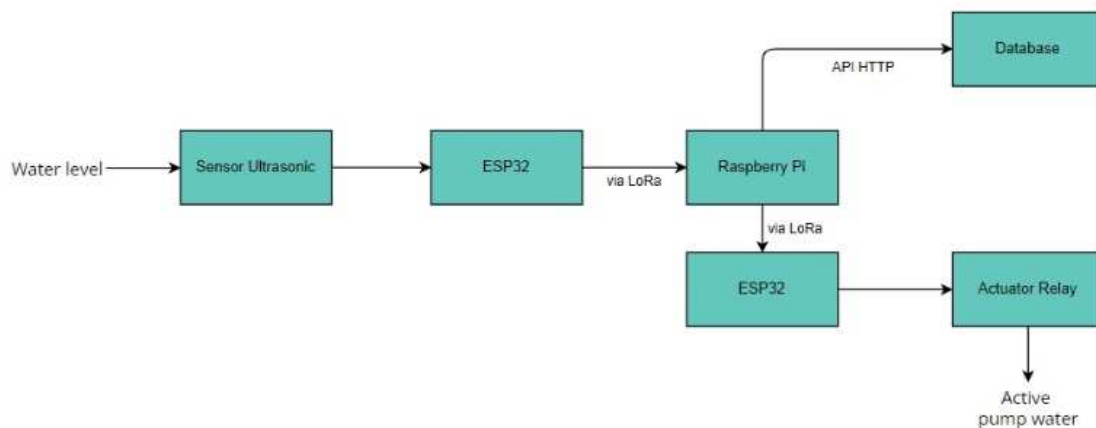 Database
API HTTP
Water level
Sensor Ultrasonic
ESP32
via LoRa
Raspberry Pi
via LoRa
ESP32
Actuator Relay
Active
pump water